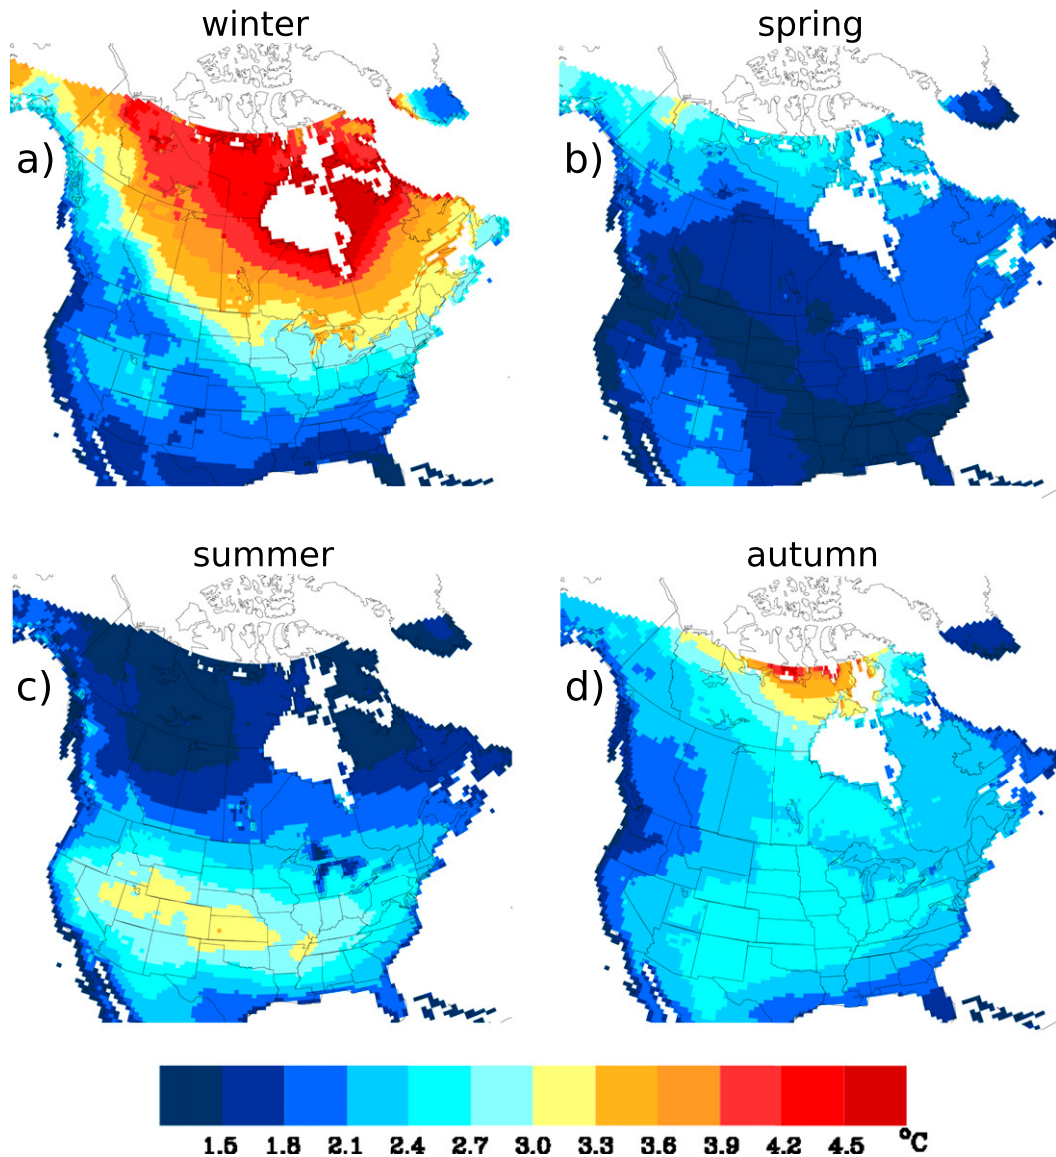 winter
spring
a)
b)
summer
autumn
c)
d)
1.5 1.8 2.1 2.4 2.7 3.0 3.3 3.6 3.9 4.2 4.5 °C